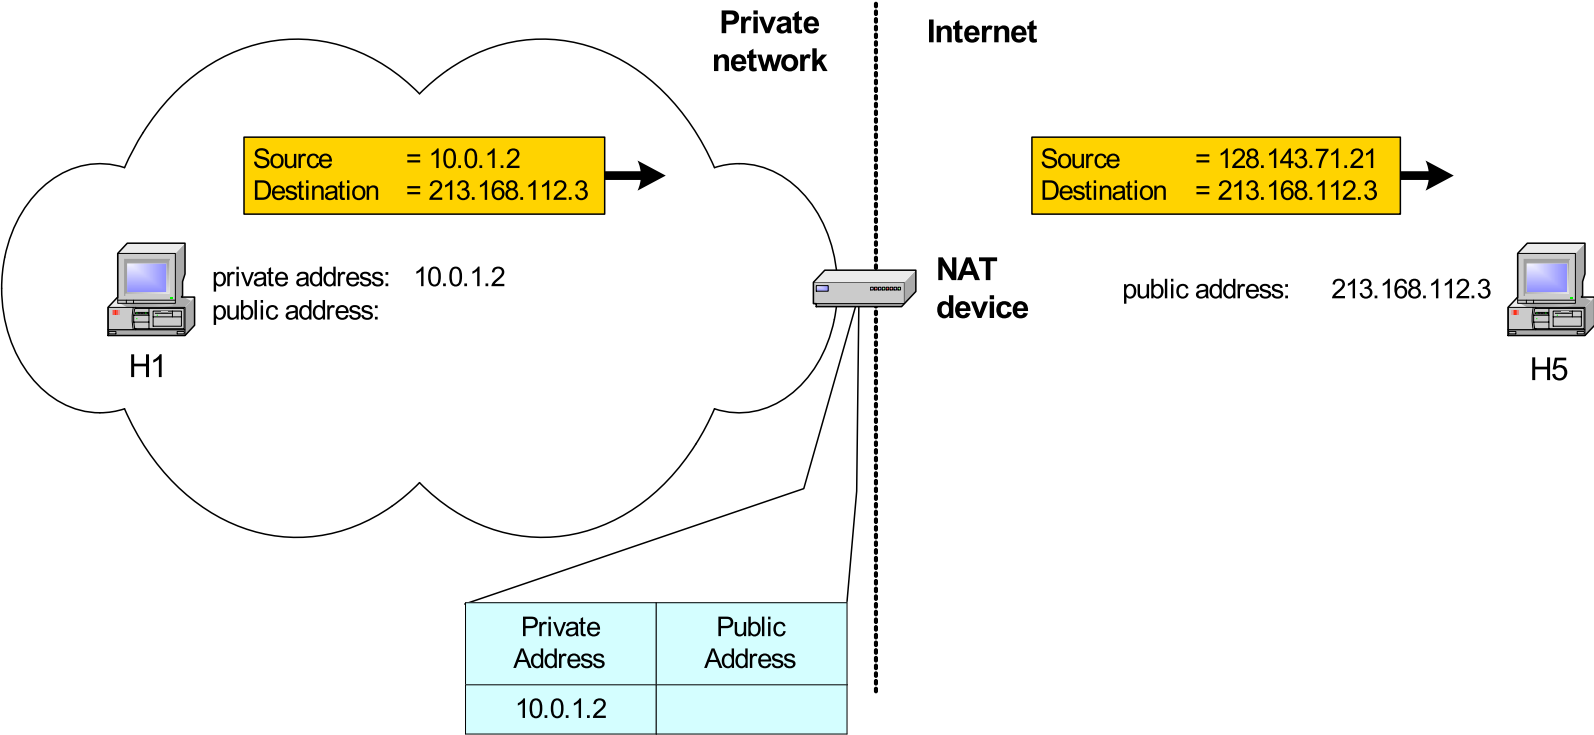 Private
network
Internet
Source = 10.0.1.2
Destination = 213.168.112.3
Source = 128.143.71.21
Destination = 213.168.112.3
private address: 10.0.1.2
public address:
H1
NAT
device
public address: 213.168.112.3
H5
Private
Address
Public
Address
10.0.1.2